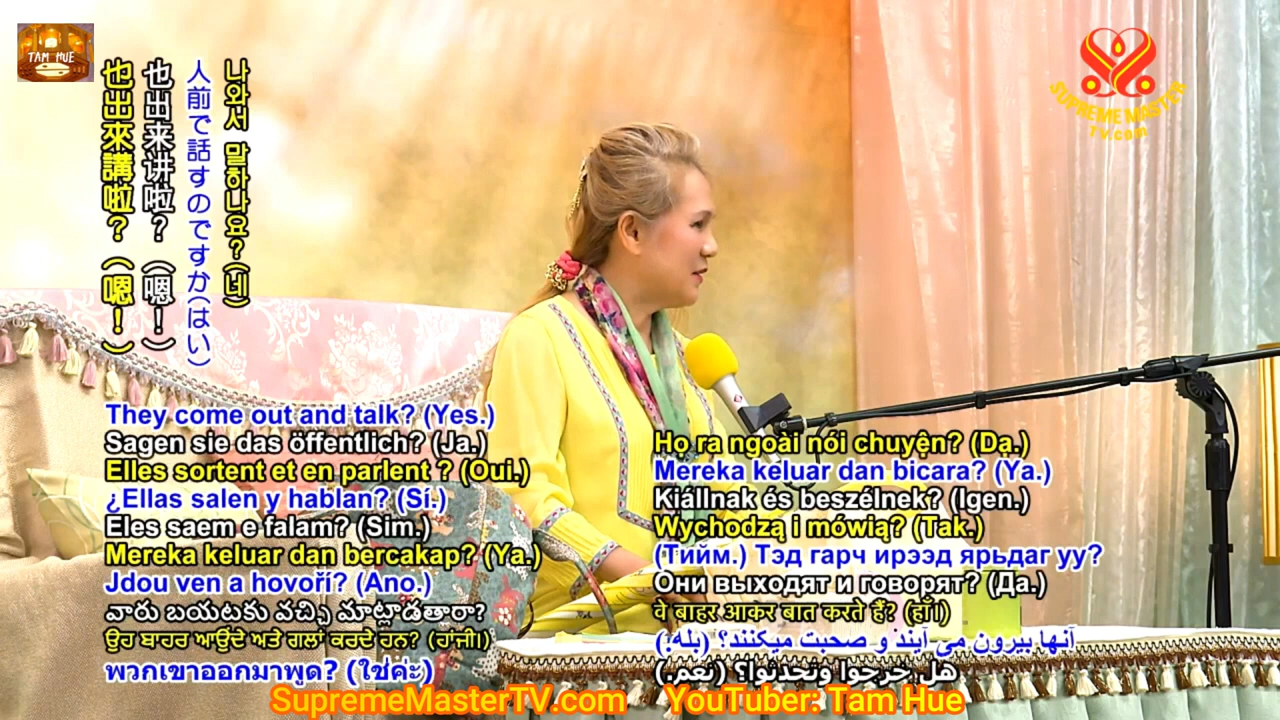 TAM HUE
SUPREME MASTER
TV.com
나와서 말하나요?(네)
人前で話すのですか(はい)
也出来讲啦？（嗯！）
也出來講啦？（嗯！）
They come out and talk? (Yes.)
Sagen sie das öffentlich? (Ja.)
Elles sortent et en parlent ? (Oui.)
¿Ellas salen y hablan? (Sí.)
Eles saem e falam? (Sim.)
Mereka keluar dan bercakap? (Ya.)
Jdou ven a hovoří? (Ano.)
వారు బయటకు వచ్చి మాట్లాడతారా?
ਉਹ ਬਾਹਰ ਆਉਂਦੇ ਅਤੇ ਗਲਾਂ ਕਰਦੇ ਹਨ? (ਹਾਂਜੀ।)
พวกเขาออกมาพูด? (ใช่ค่ะ)
Họ ra ngoài nói chuyện? (Dạ.)
Mereka keluar dan bicara? (Ya.)
Kiállnak és beszélnek? (Igen.)
Wychodzą i mówią? (Tak.)
(Тийм.) Тэд гарч ирээд ярьдаг уу?
Они выходят и говорят? (Да.)
वे बाहर आकर बात करते हैं? (हाँ।)
آنها بیرون می آیند و صحبت میکنند؟ (بله.)
هل خرجوا وتحدثوا؟ (نعم.)
SupremeMasterTV.com YouTuber: Tam Hue